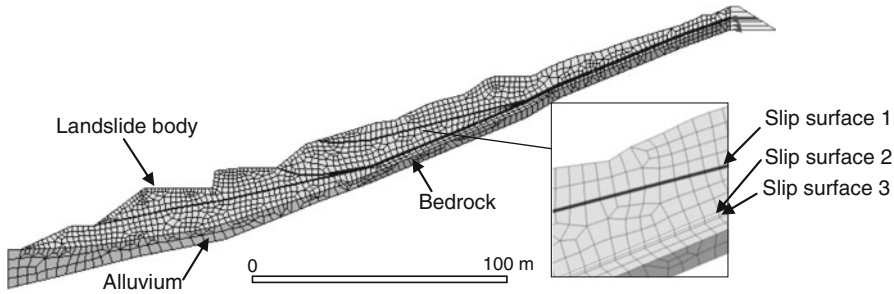 Landslide body
Slip surface 1
Slip surface 2
Slip surface 3
Bedrock
Alluvium
0
100 m